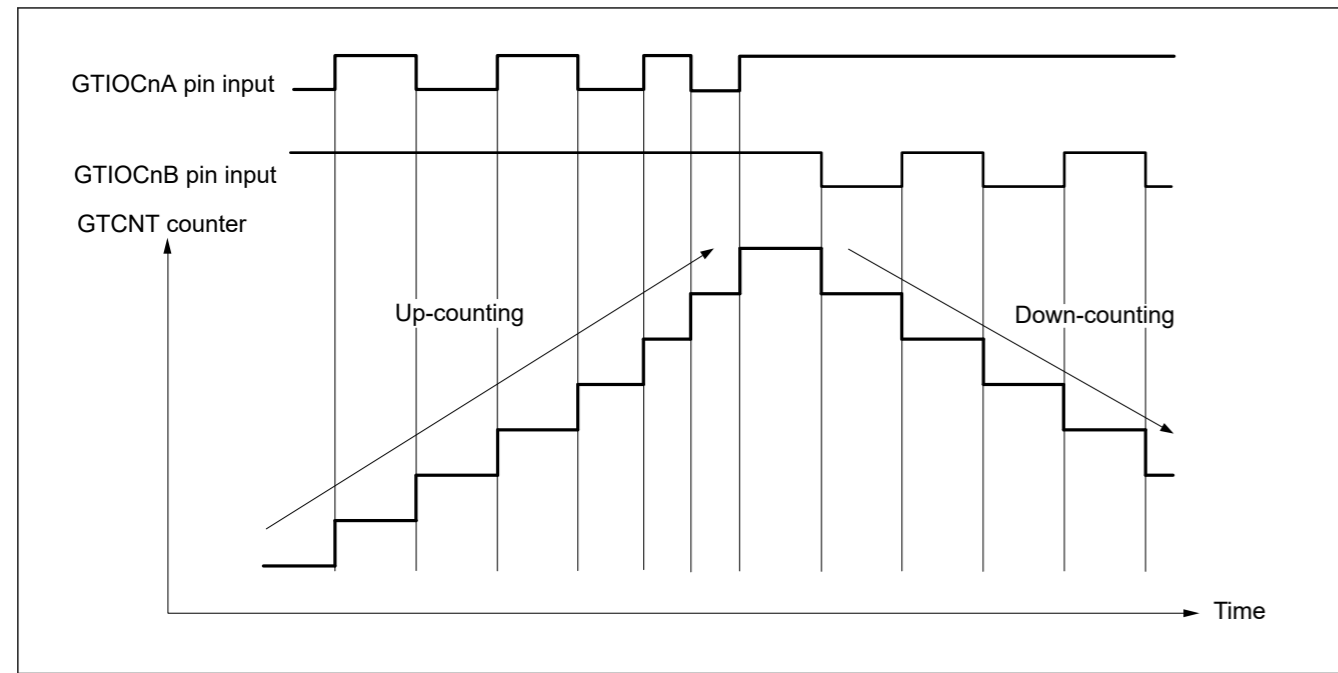 GTIOCnA pin input
GTIOCnB pin input
GTCNT counter
Up-counting
Down-counting
Time